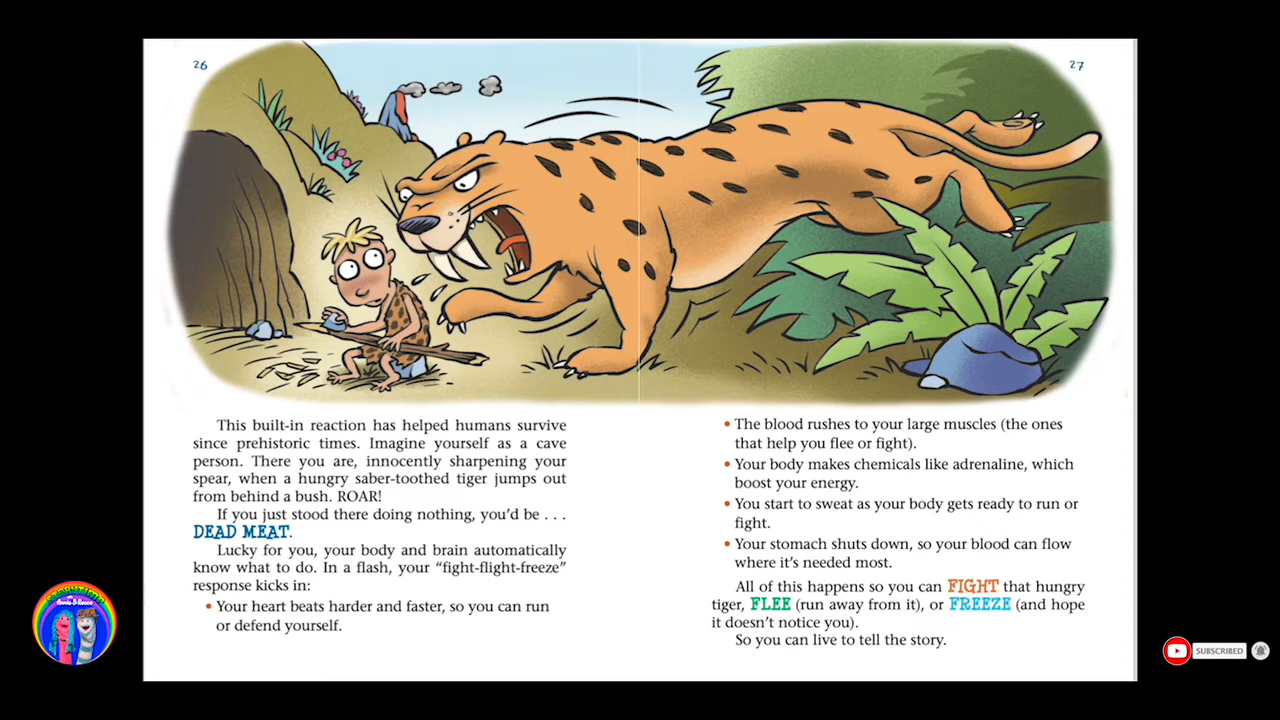 26
27
This built-in reaction has helped humans survive
since prehistoric times. Imagine yourself as a cave
person. There you are, innocently sharpening your
spear, when a hungry saber-toothed tiger jumps out
from behind a bush. ROAR!
If you just stood there doing nothing, you’d be . . .
DEAD MEAT.
Lucky for you, your body and brain automatically
know what to do. In a flash, your “fight-flight-freeze”
response kicks in:
• Your heart beats harder and faster, so you can run
or defend yourself.
• The blood rushes to your large muscles (the ones
that help you flee or fight).
• Your body makes chemicals like adrenaline, which
boost your energy.
• You start to sweat as your body gets ready to run or
fight.
• Your stomach shuts down, so your blood can flow
where it’s needed most.
All of this happens so you can FIGHT that hungry
tiger, FLEE (run away from it), or FREEZE (and hope
it doesn’t notice you).
So you can live to tell the story.
SUBSCRIBED